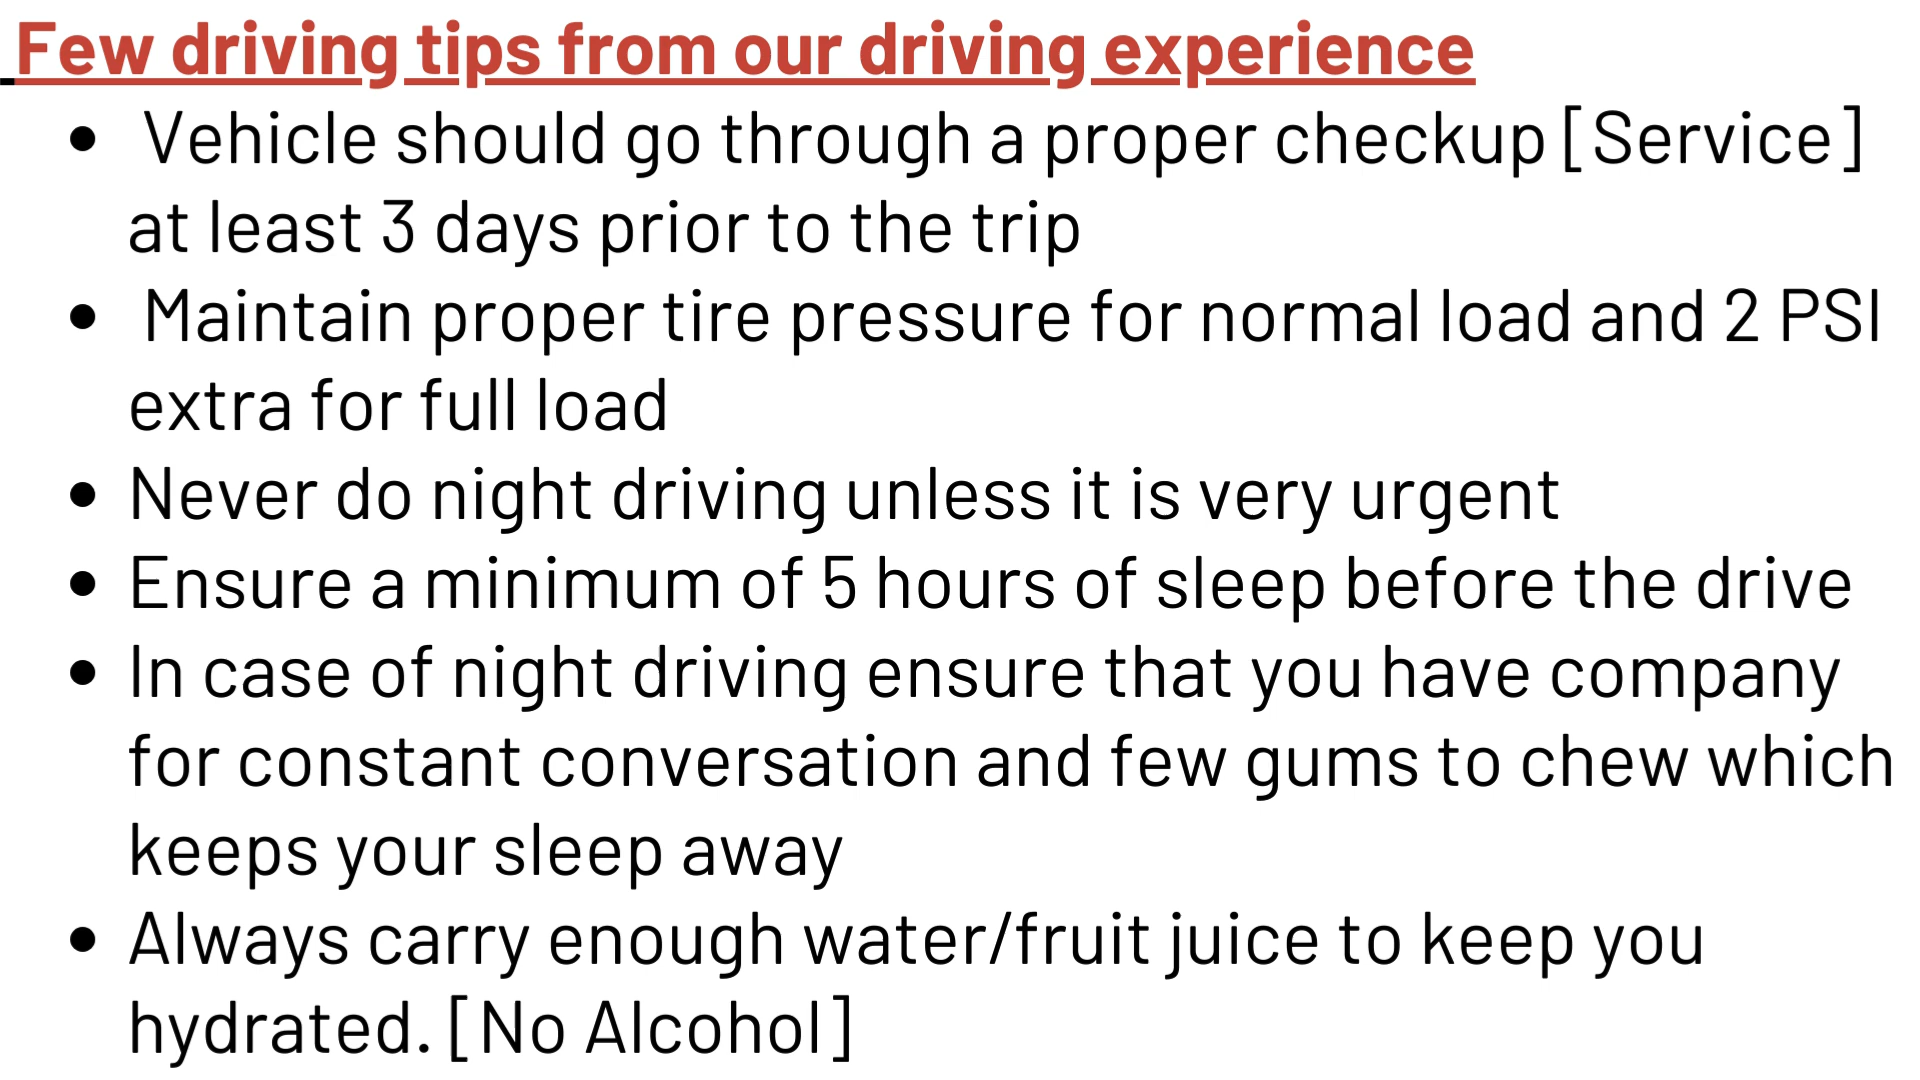 Few driving tips from our driving experience
• Vehicle should go through a proper checkup [Service]
at least 3 days prior to the trip
• Maintain proper tire pressure for normal load and 2 PSI
extra for full load
• Never do night driving unless it is very urgent
• Ensure a minimum of 5 hours of sleep before the drive
• In case of night driving ensure that you have company
for constant conversation and few gums to chew which
keeps your sleep away
• Always carry enough water/fruit juice to keep you
hydrated. [No Alcohol]